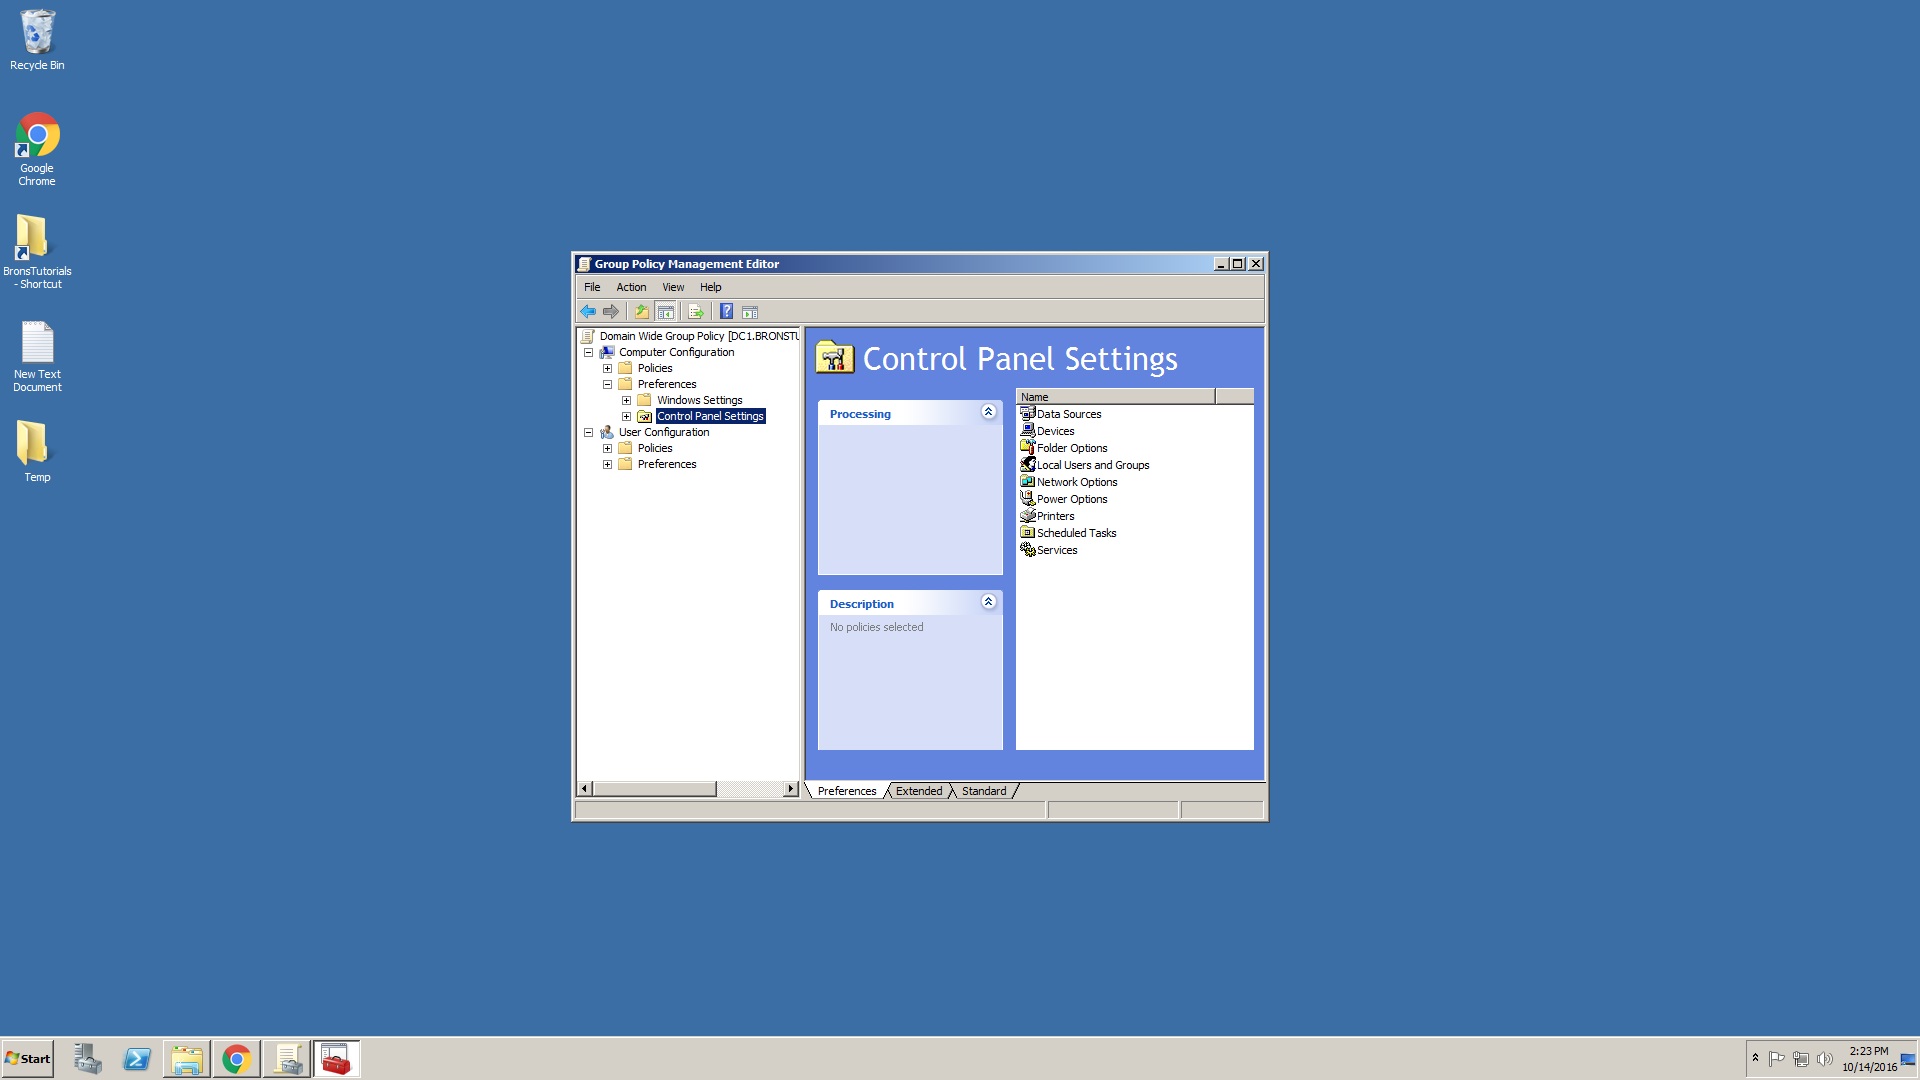 Recycle Bin
Google
Chrome
BronsTutorials
- Shortcut
New Text
Document
Temp
Group Policy Management Editor
File Action View Help
Domain Wide Group Policy [DC1.BRONSTU
Computer Configuration
Policies
Preferences
Windows Settings
Control Panel Settings
User Configuration
Policies
Preferences
Control Panel Settings
Processing
Description
No policies selected
Name
Data Sources
Devices
Folder Options
Local Users and Groups
Network Options
Power Options
Printers
Scheduled Tasks
Services
Preferences Extended Standard
Start
2:23 PM
10/14/2016